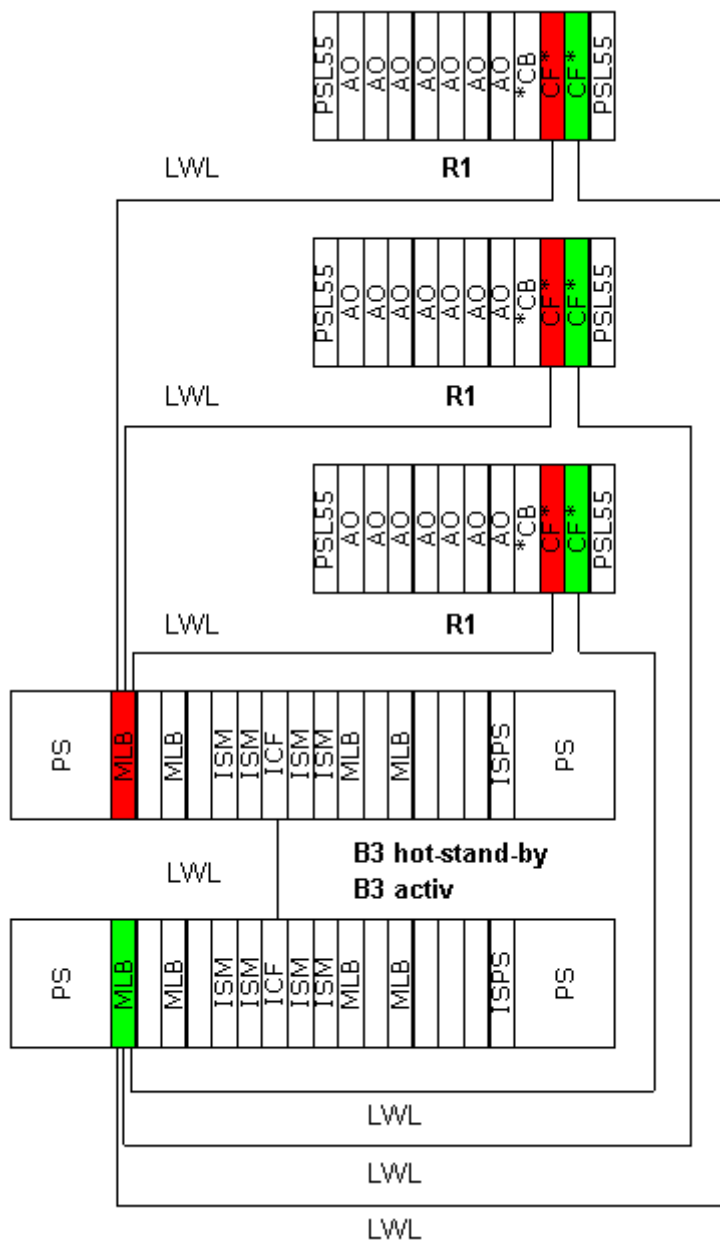 PSL55 AO AO AO AO AO AO AO *CB CF* CF* PSL55
LWL R1
PSL55 AO AO AO AO AO AO AO *CB CF* CF* PSL55
LWL R1
PSL55 AO AO AO AO AO AO AO *CB CF* CF* PSL55
LWL R1
PS MLB MLB ISM ISM ICF ISM ISM MLB MLB ISPS PS
B3 hot-stand-by
LWL
B3 activ
PS MLB MLB ISM ISM ICF ISM ISM MLB MLB ISPS PS
LWL
LWL
LWL